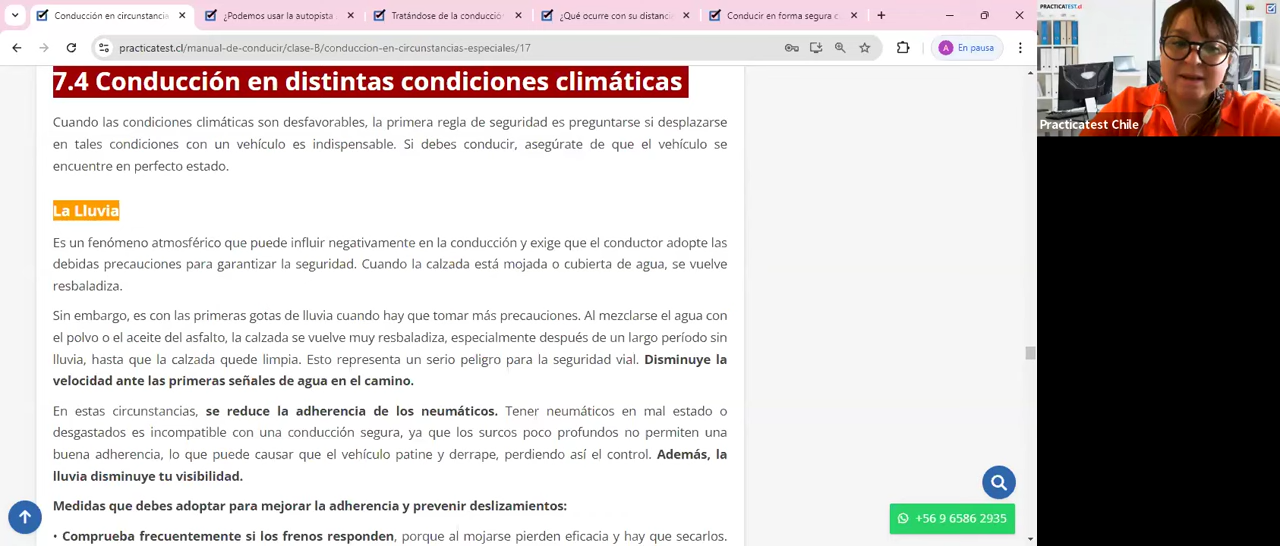 Conducción en circunstancia
¿Podemos usar la autopista
Tratándose de la conducción
¿Qué ocurre con su distanci
Conducir en forma segura c
practicatest.cl/manual-de-conducir/clase-B/conduccion-en-circunstancias-especiales/17
A En pausa
7.4 Conducción en distintas condiciones climáticas
Cuando las condiciones climáticas son desfavorables, la primera regla de seguridad es preguntarse si desplazarse
en tales condiciones con un vehículo es indispensable. Si debes conducir, asegúrate de que el vehículo se
encuentre en perfecto estado.
La Lluvia
Es un fenómeno atmosférico que puede influir negativamente en la conducción y exige que el conductor adopte las
debidas precauciones para garantizar la seguridad. Cuando la calzada está mojada o cubierta de agua, se vuelve
resbaladiza.
Sin embargo, es con las primeras gotas de lluvia cuando hay que tomar más precauciones. Al mezclarse el agua con
el polvo o el aceite del asfalto, la calzada se vuelve muy resbaladiza, especialmente después de un largo período sin
lluvia, hasta que la calzada quede limpia. Esto representa un serio peligro para la seguridad vial. Disminuye la
velocidad ante las primeras señales de agua en el camino.
En estas circunstancias, se reduce la adherencia de los neumáticos. Tener neumáticos en mal estado o
desgastados es incompatible con una conducción segura, ya que los surcos poco profundos no permiten una
buena adherencia, lo que puede causar que el vehículo patine y derrape, perdiendo así el control. Además, la
lluvia disminuye tu visibilidad.
Medidas que debes adoptar para mejorar la adherencia y prevenir deslizamientos:
• Comprueba frecuentemente si los frenos responden, porque al mojarse pierden eficacia y hay que secarlos.
+56 9 6586 2935
PRACTICATEST.cl
Practicatest Chile